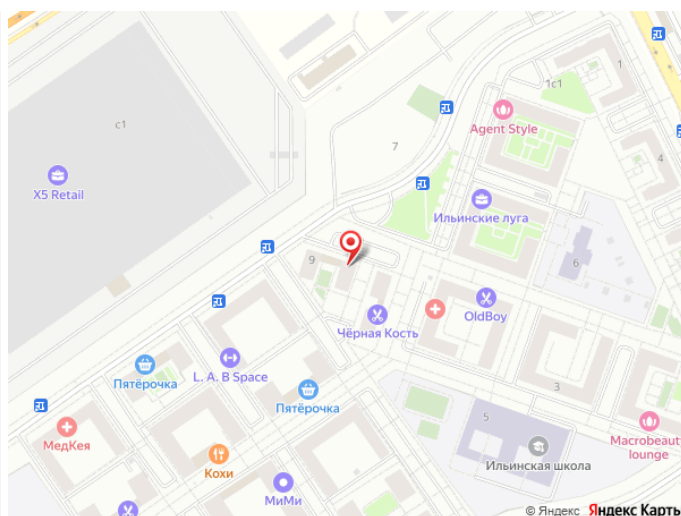 1
1с1
с1
Agent Style
7
4
X5 Retail
Ильинские луга
9
6
OldBoy
Чёрная Кость
L. A. B Space
Пятёрочка
3
Пятёрочка
5
МедКея
Macrobeauty
lounge
Кохи
Ильинская школа
МиМи
© Яндекс Яндекс Карты